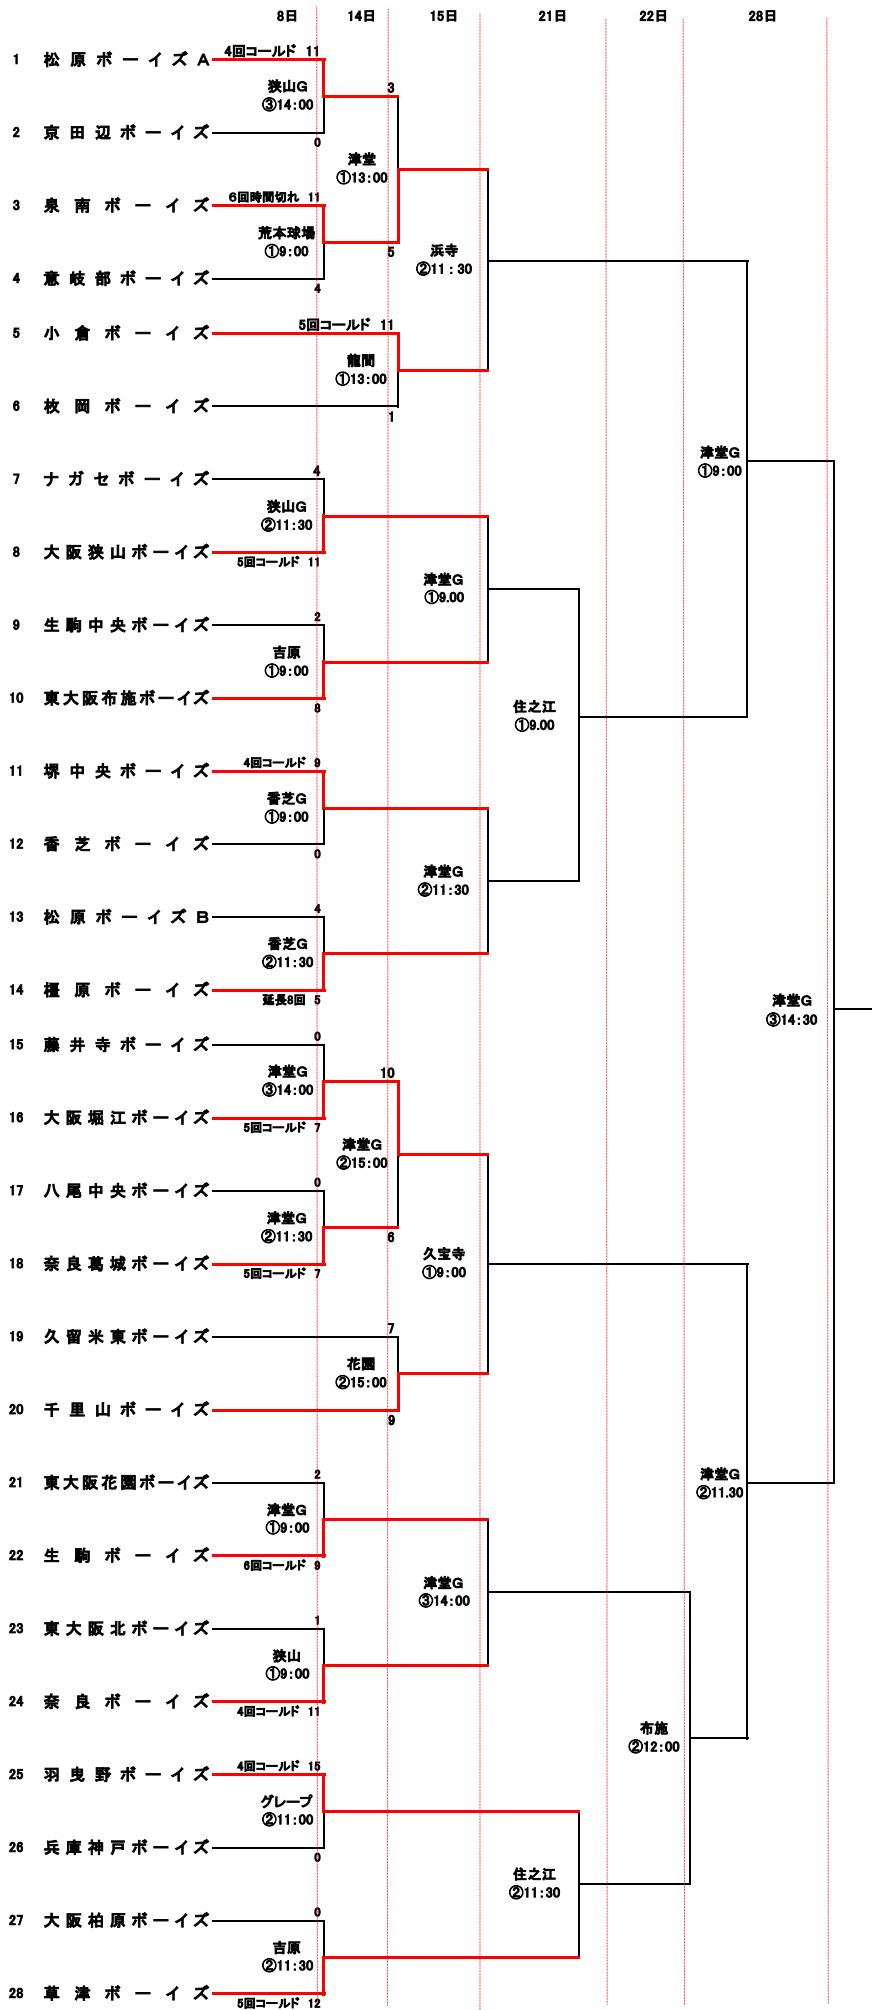 8日 14日 15日 21日 22日 28日
4回コールド 11
1 松原ボーイズA
狭山G 3
③14:00
2 京田辺ボーイズ
0
津堂
①13:00
6回時間切れ 11
3 泉南ボーイズ
荒本球場
①9:00 5
浜寺
②11:30
4 意岐部ボーイズ
4
5回コールド 11
5 小倉ボーイズ
龍間
①13:00
6 枚岡ボーイズ
1
津堂G
①9:00
4
7 ナガセボーイズ
狭山G
②11:30
8 大阪狭山ボーイズ
5回コールド 11
津堂G
①9.00
2
9 生駒中央ボーイズ
吉原
①9:00
10 東大阪布施ボーイズ
8
住之江
①9.00
4回コールド 9
11 堺中央ボーイズ
香芝G
①9:00
12 香芝ボーイズ
0
津堂G
②11:30
4
13 松原ボーイズB
香芝G
②11:30
14 橿原ボーイズ
延長8回 5
津堂G
③14:30
0
15 藤井寺ボーイズ
津堂G 10
③14:00
16 大阪堀江ボーイズ
5回コールド 7
津堂G
②15:00
0
17 八尾中央ボーイズ
津堂G
②11:30 6
久宝寺
①9:00
18 奈良葛城ボーイズ
5回コールド 7
7
19 久留米東ボーイズ
花園
②15:00
20 千里山ボーイズ
9
2
21 東大阪花園ボーイズ
津堂G
②11.30
津堂G
①9:00
22 生駒ボーイズ
6回コールド 9
津堂G
③14:00
1
23 東大阪北ボーイズ
狭山
①9:00
24 奈良ボーイズ
4回コールド 11
布施
②12:00
4回コールド 15
25 羽曳野ボーイズ
グレープ
②11:00
26 兵庫神戸ボーイズ
0
住之江
②11:30
0
27 大阪柏原ボーイズ
吉原
②11:30
28 草津ボーイズ
5回コールド 12